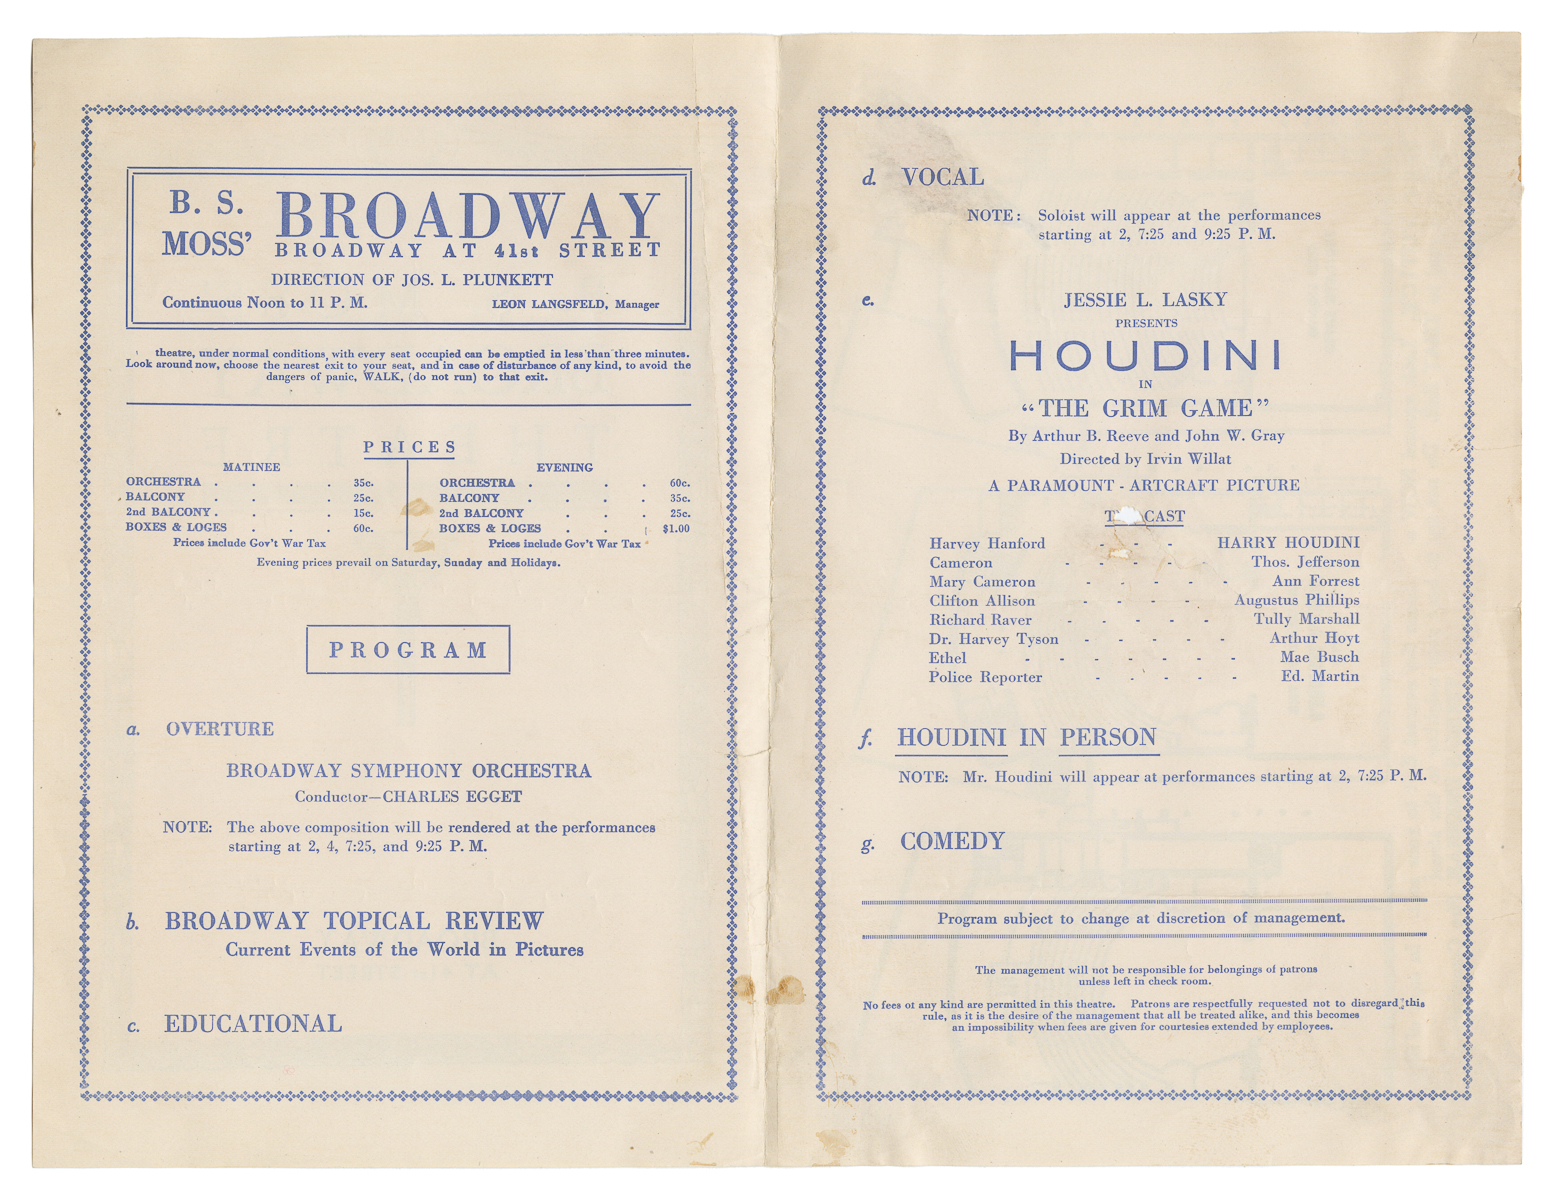 B. S. MOSS' BROADWAY
BROADWAY AT 41st STREET
DIRECTION OF JOS. L. PLUNKETT
Continuous Noon to 11 P. M. LEON LANGSFELD, Manager
theatre, under normal conditions, with every seat occupied can be emptied in less than three minutes.
Look around now, choose the nearest exit to your seat, and in case of disturbance of any kind, to avoid the
dangers of panic, WALK, (do not run) to that exit.
PRICES
MATINEE
ORCHESTRA . . . . 35c.
BALCONY . . . . 25c.
2nd BALCONY . . . . 15c.
BOXES & LOGES . . . 60c.
Prices include Gov't War Tax
EVENING
ORCHESTRA . . . . 60c.
BALCONY . . . . 35c.
2nd BALCONY . . . 25c.
BOXES & LOGES . . $1.00
Prices include Gov't War Tax
Evening prices prevail on Saturday, Sunday and Holidays.
PROGRAM
a. OVERTURE
BROADWAY SYMPHONY ORCHESTRA
Conductor—CHARLES EGGET
NOTE: The above composition will be rendered at the performances
starting at 2, 4, 7:25, and 9:25 P. M.
b. BROADWAY TOPICAL REVIEW
Current Events of the World in Pictures
c. EDUCATIONAL
d. VOCAL
NOTE: Soloist will appear at the performances
starting at 2, 7:25 and 9:25 P. M.
e. JESSIE L. LASKY
PRESENTS
HOUDINI
IN
"THE GRIM GAME"
By Arthur B. Reeve and John W. Gray
Directed by Irvin Willat
A PARAMOUNT - ARTCRAFT PICTURE
CAST
Harvey Hanford - - - HARRY HOUDINI
Cameron - - - - Thos. Jefferson
Mary Cameron - - - - - Ann Forrest
Clifton Allison - - - - Augustus Phillips
Richard Raver - - - - - Tully Marshall
Dr. Harvey Tyson - - - - - Arthur Hoyt
Ethel - - - - - - - Mae Busch
Police Reporter - - - - - Ed. Martin
f. HOUDINI IN PERSON
NOTE: Mr. Houdini will appear at performances starting at 2, 7:25 P. M.
g. COMEDY
Program subject to change at discretion of management.
The management will not be responsible for belongings of patrons
unless left in check room.
No fees of any kind are permitted in this theatre. Patrons are respectfully requested not to disregard this
rule, as it is the desire of the management that all be treated alike, and this becomes
an impossibility when fees are given for courtesies extended by employees.